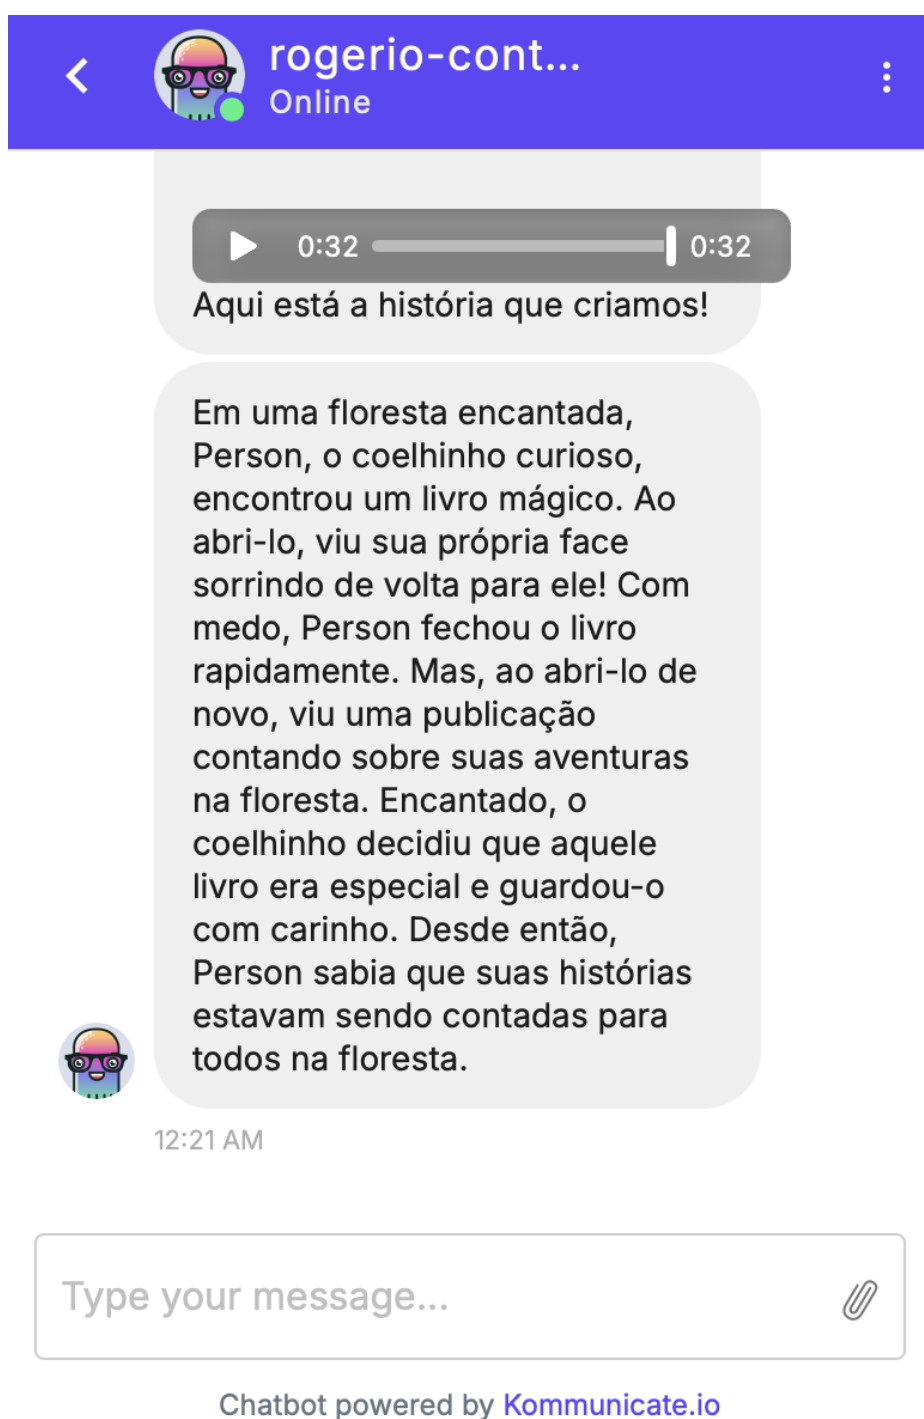 rogerio-cont...
Online
0:32
0:32
Aqui está a história que criamos!
Em uma floresta encantada,
Person, o coelhinho curioso,
encontrou um livro mágico. Ao
abri-lo, viu sua própria face
sorrindo de volta para ele! Com
medo, Person fechou o livro
rapidamente. Mas, ao abri-lo de
novo, viu uma publicação
contando sobre suas aventuras
na floresta. Encantado, o
coelhinho decidiu que aquele
livro era especial e guardou-o
com carinho. Desde então,
Person sabia que suas histórias
estavam sendo contadas para
todos na floresta.
12:21 AM
Type your message...
Chatbot powered by Kommunicate.io